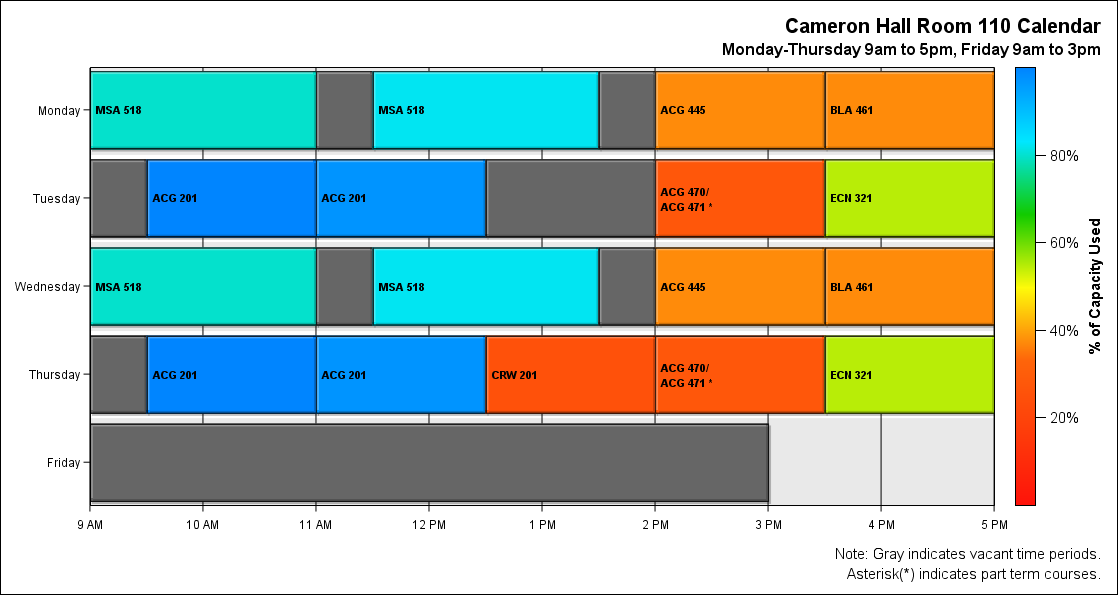 Cameron Hall Room 110 Calendar
Monday-Thursday 9am to 5pm, Friday 9am to 3pm
Monday
MSA 518
MSA 518
ACG 445
BLA 461
Tuesday
ACG 201
ACG 201
ACG 470/
ACG 471 *
ECN 321
Wednesday
MSA 518
MSA 518
ACG 445
BLA 461
Thursday
ACG 201
ACG 201
CRW 201
ACG 470/
ACG 471 *
ECN 321
Friday
9 AM
10 AM
11 AM
12 PM
1 PM
2 PM
3 PM
4 PM
5 PM
80%
60%
40%
20%
% of Capacity Used
Note: Gray indicates vacant time periods.
Asterisk(*) indicates part term courses.